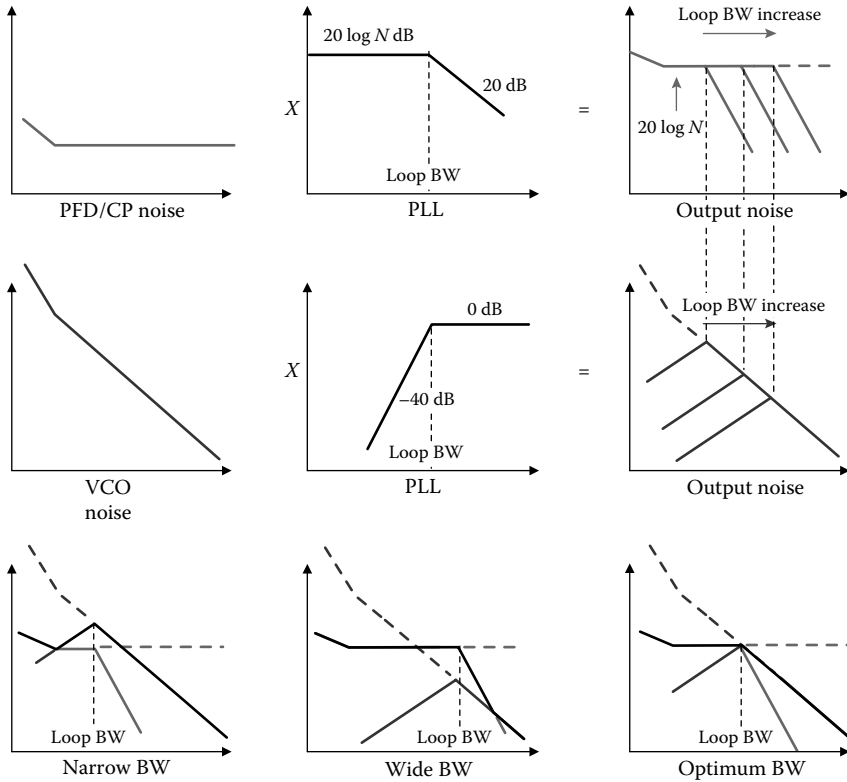 20 log N dB
20 dB
X
Loop BW
=
Loop BW increase
20 log N
PFD/CP noise
PLL
Output noise
0 dB
X
–40 dB
Loop BW
=
Loop BW increase
VCO
noise
PLL
Output noise
Loop BW
Loop BW
Loop BW
Narrow BW
Wide BW
Optimum BW